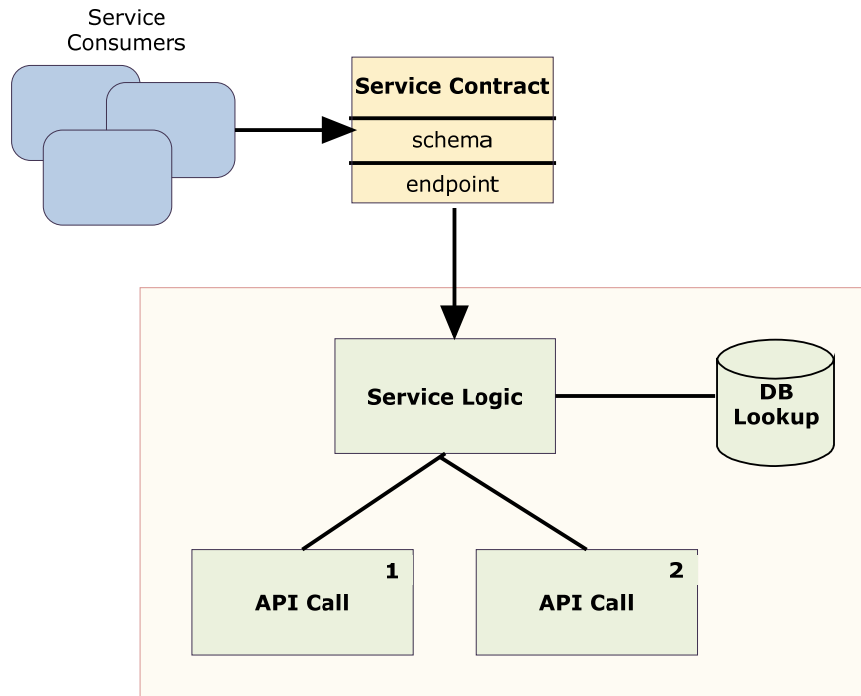 Service
Consumers
Service Contract
schema
endpoint
Service Logic
DB
Lookup
1
API Call
2
API Call